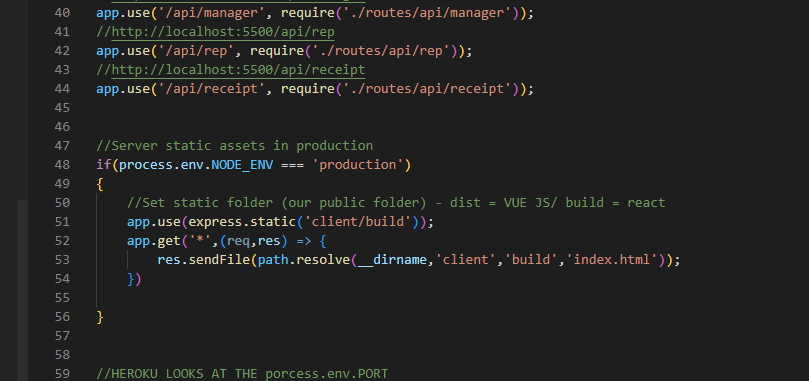 40 app.use('/api/manager', require('./routes/api/manager'));
41 //http://localhost:5500/api/rep
42 app.use('/api/rep', require('./routes/api/rep'));
43 //http://localhost:5500/api/receipt
44 app.use('/api/receipt', require('./routes/api/receipt'));
45
46
47 //Server static assets in production
48 if(process.env.NODE_ENV === 'production')
49 {
50 //Set static folder (our public folder) - dist = VUE JS/ build = react
51 app.use(express.static('client/build'));
52 app.get('*',(req,res) => {
53 res.sendFile(path.resolve(__dirname,'client','build','index.html'));
54 })
55
56 }
57
58
59 //HEROKU LOOKS AT THE porcess.env.PORT